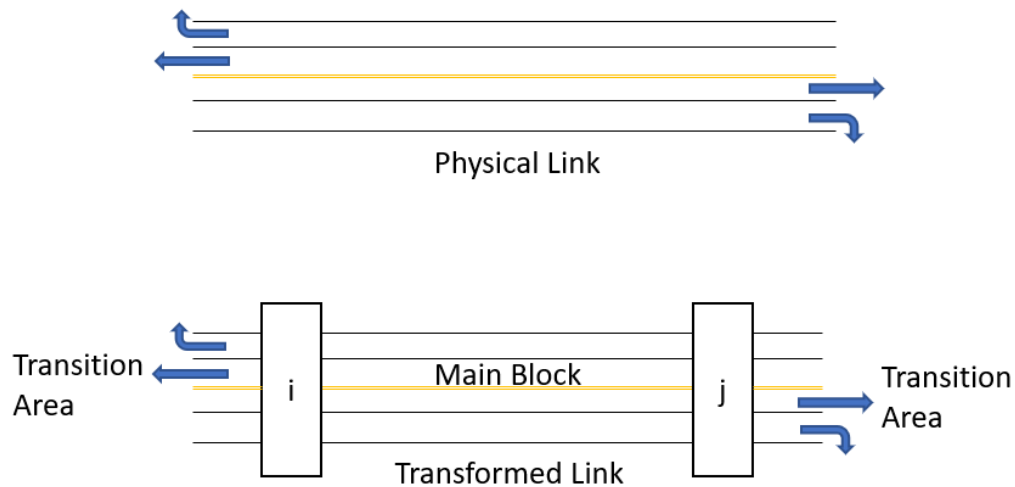 Physical Link
Transition
Area
i
Main Block
j
Transition
Area
Transformed Link